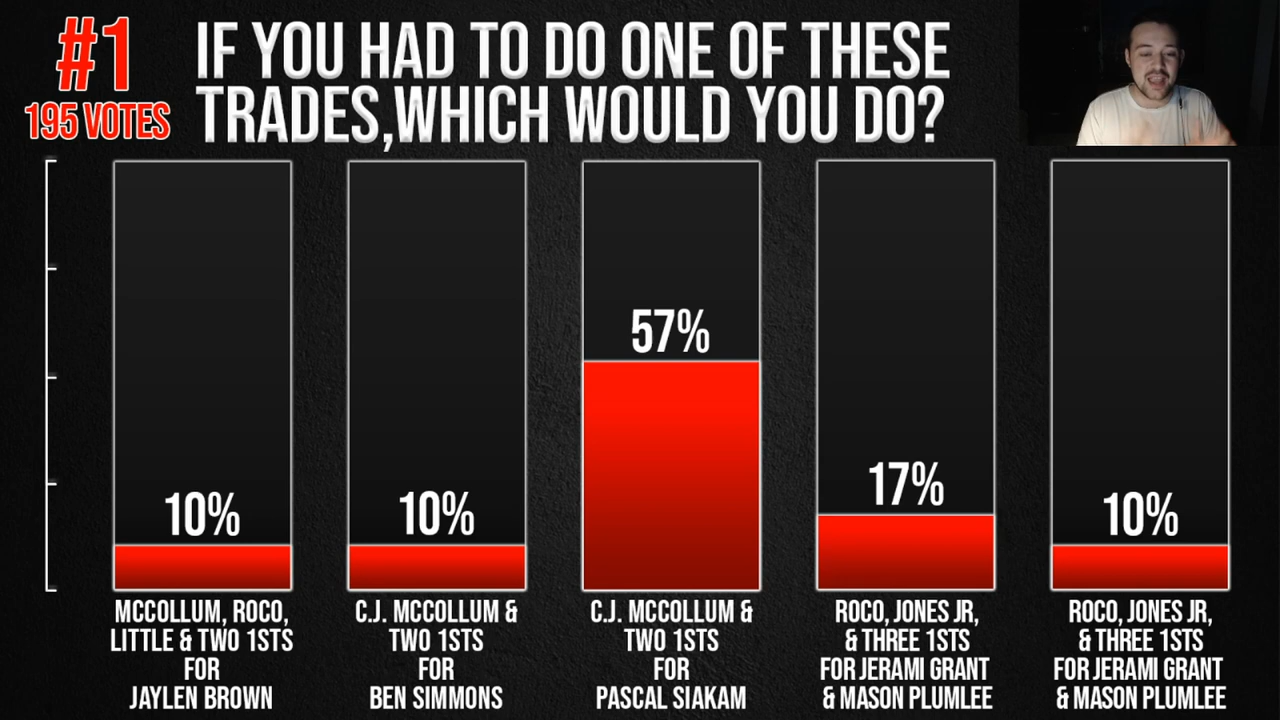 #1
195 VOTES
IF YOU HAD TO DO ONE OF THESE
TRADES,WHICH WOULD YOU DO?
10%
10%
57%
17%
10%
MCCOLLUM, ROCO,
LITTLE & TWO 1STS
FOR
JAYLEN BROWN
C.J. MCCOLLUM &
TWO 1STS
FOR
BEN SIMMONS
C.J. MCCOLLUM &
TWO 1STS
FOR
PASCAL SIAKAM
ROCO, JONES JR,
& THREE 1STS
FOR JERAMI GRANT
& MASON PLUMLEE
ROCO, JONES JR,
& THREE 1STS
FOR JERAMI GRANT
& MASON PLUMLEE